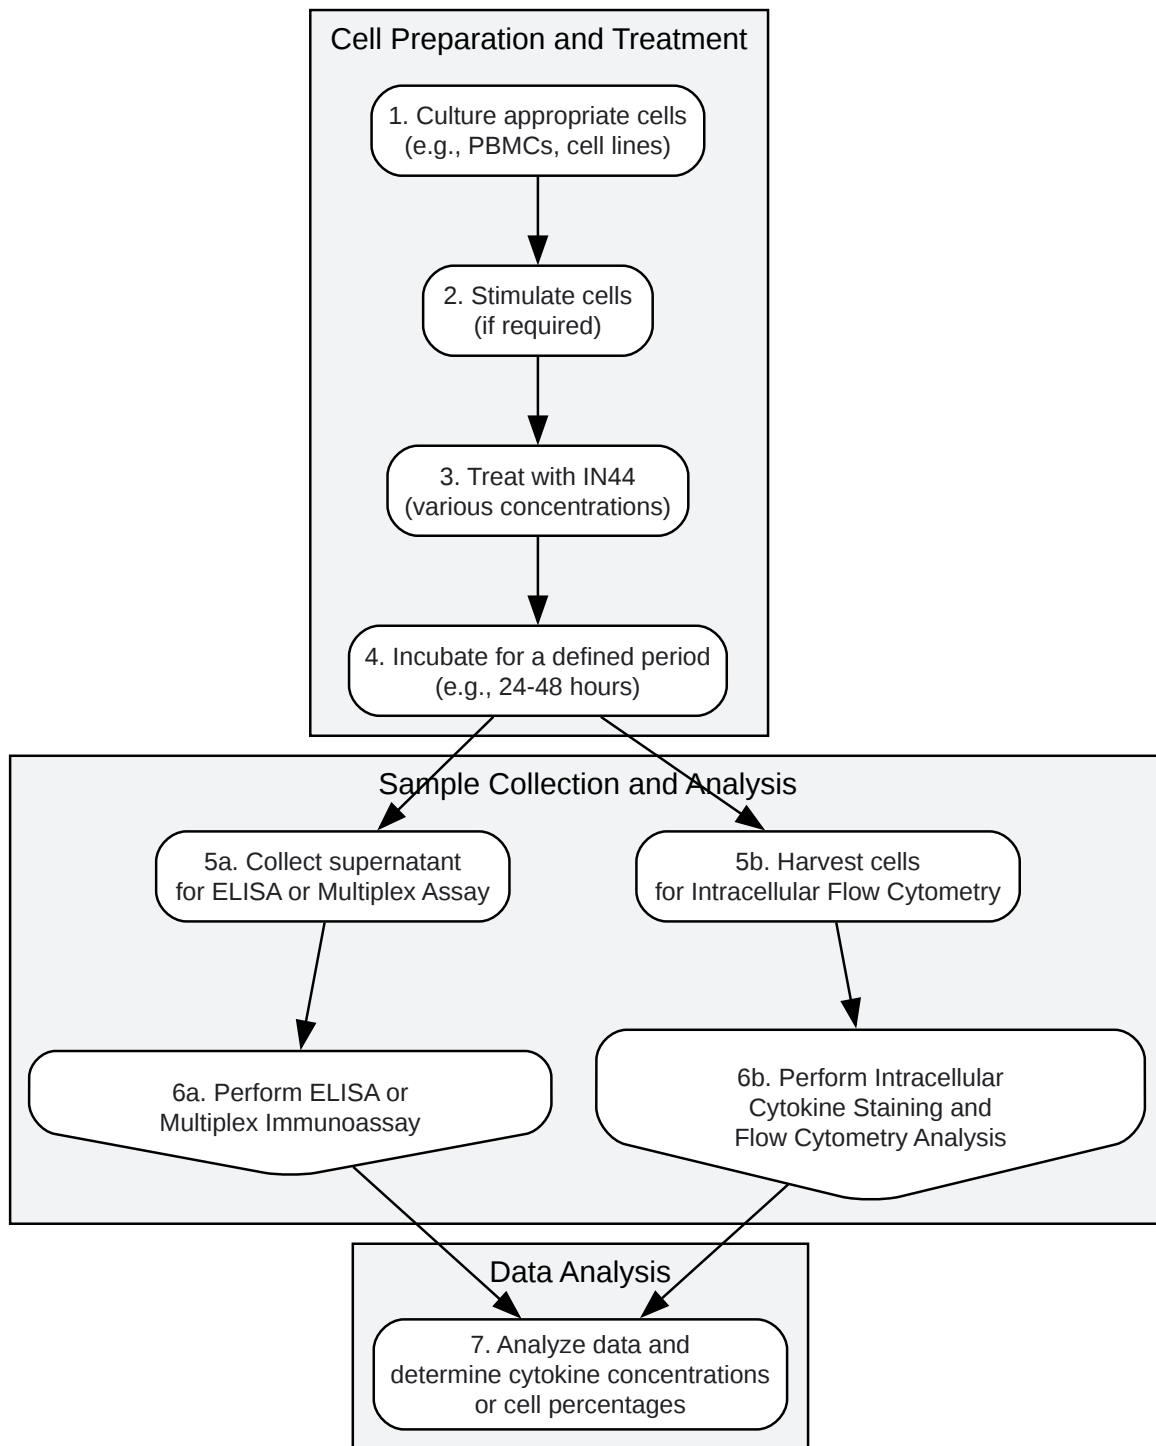 Cell Preparation and Treatment
1. Culture appropriate cells
(e.g., PBMCs, cell lines)
2. Stimulate cells
(if required)
3. Treat with IN44
(various concentrations)
4. Incubate for a defined period
(e.g., 24-48 hours)
Sample Collection and Analysis
5a. Collect supernatant
for ELISA or Multiplex Assay
5b. Harvest cells
for Intracellular Flow Cytometry
6a. Perform ELISA or
Multiplex Immunoassay
6b. Perform Intracellular
Cytokine Staining and
Flow Cytometry Analysis
Data Analysis
7. Analyze data and
determine cytokine concentrations
or cell percentages